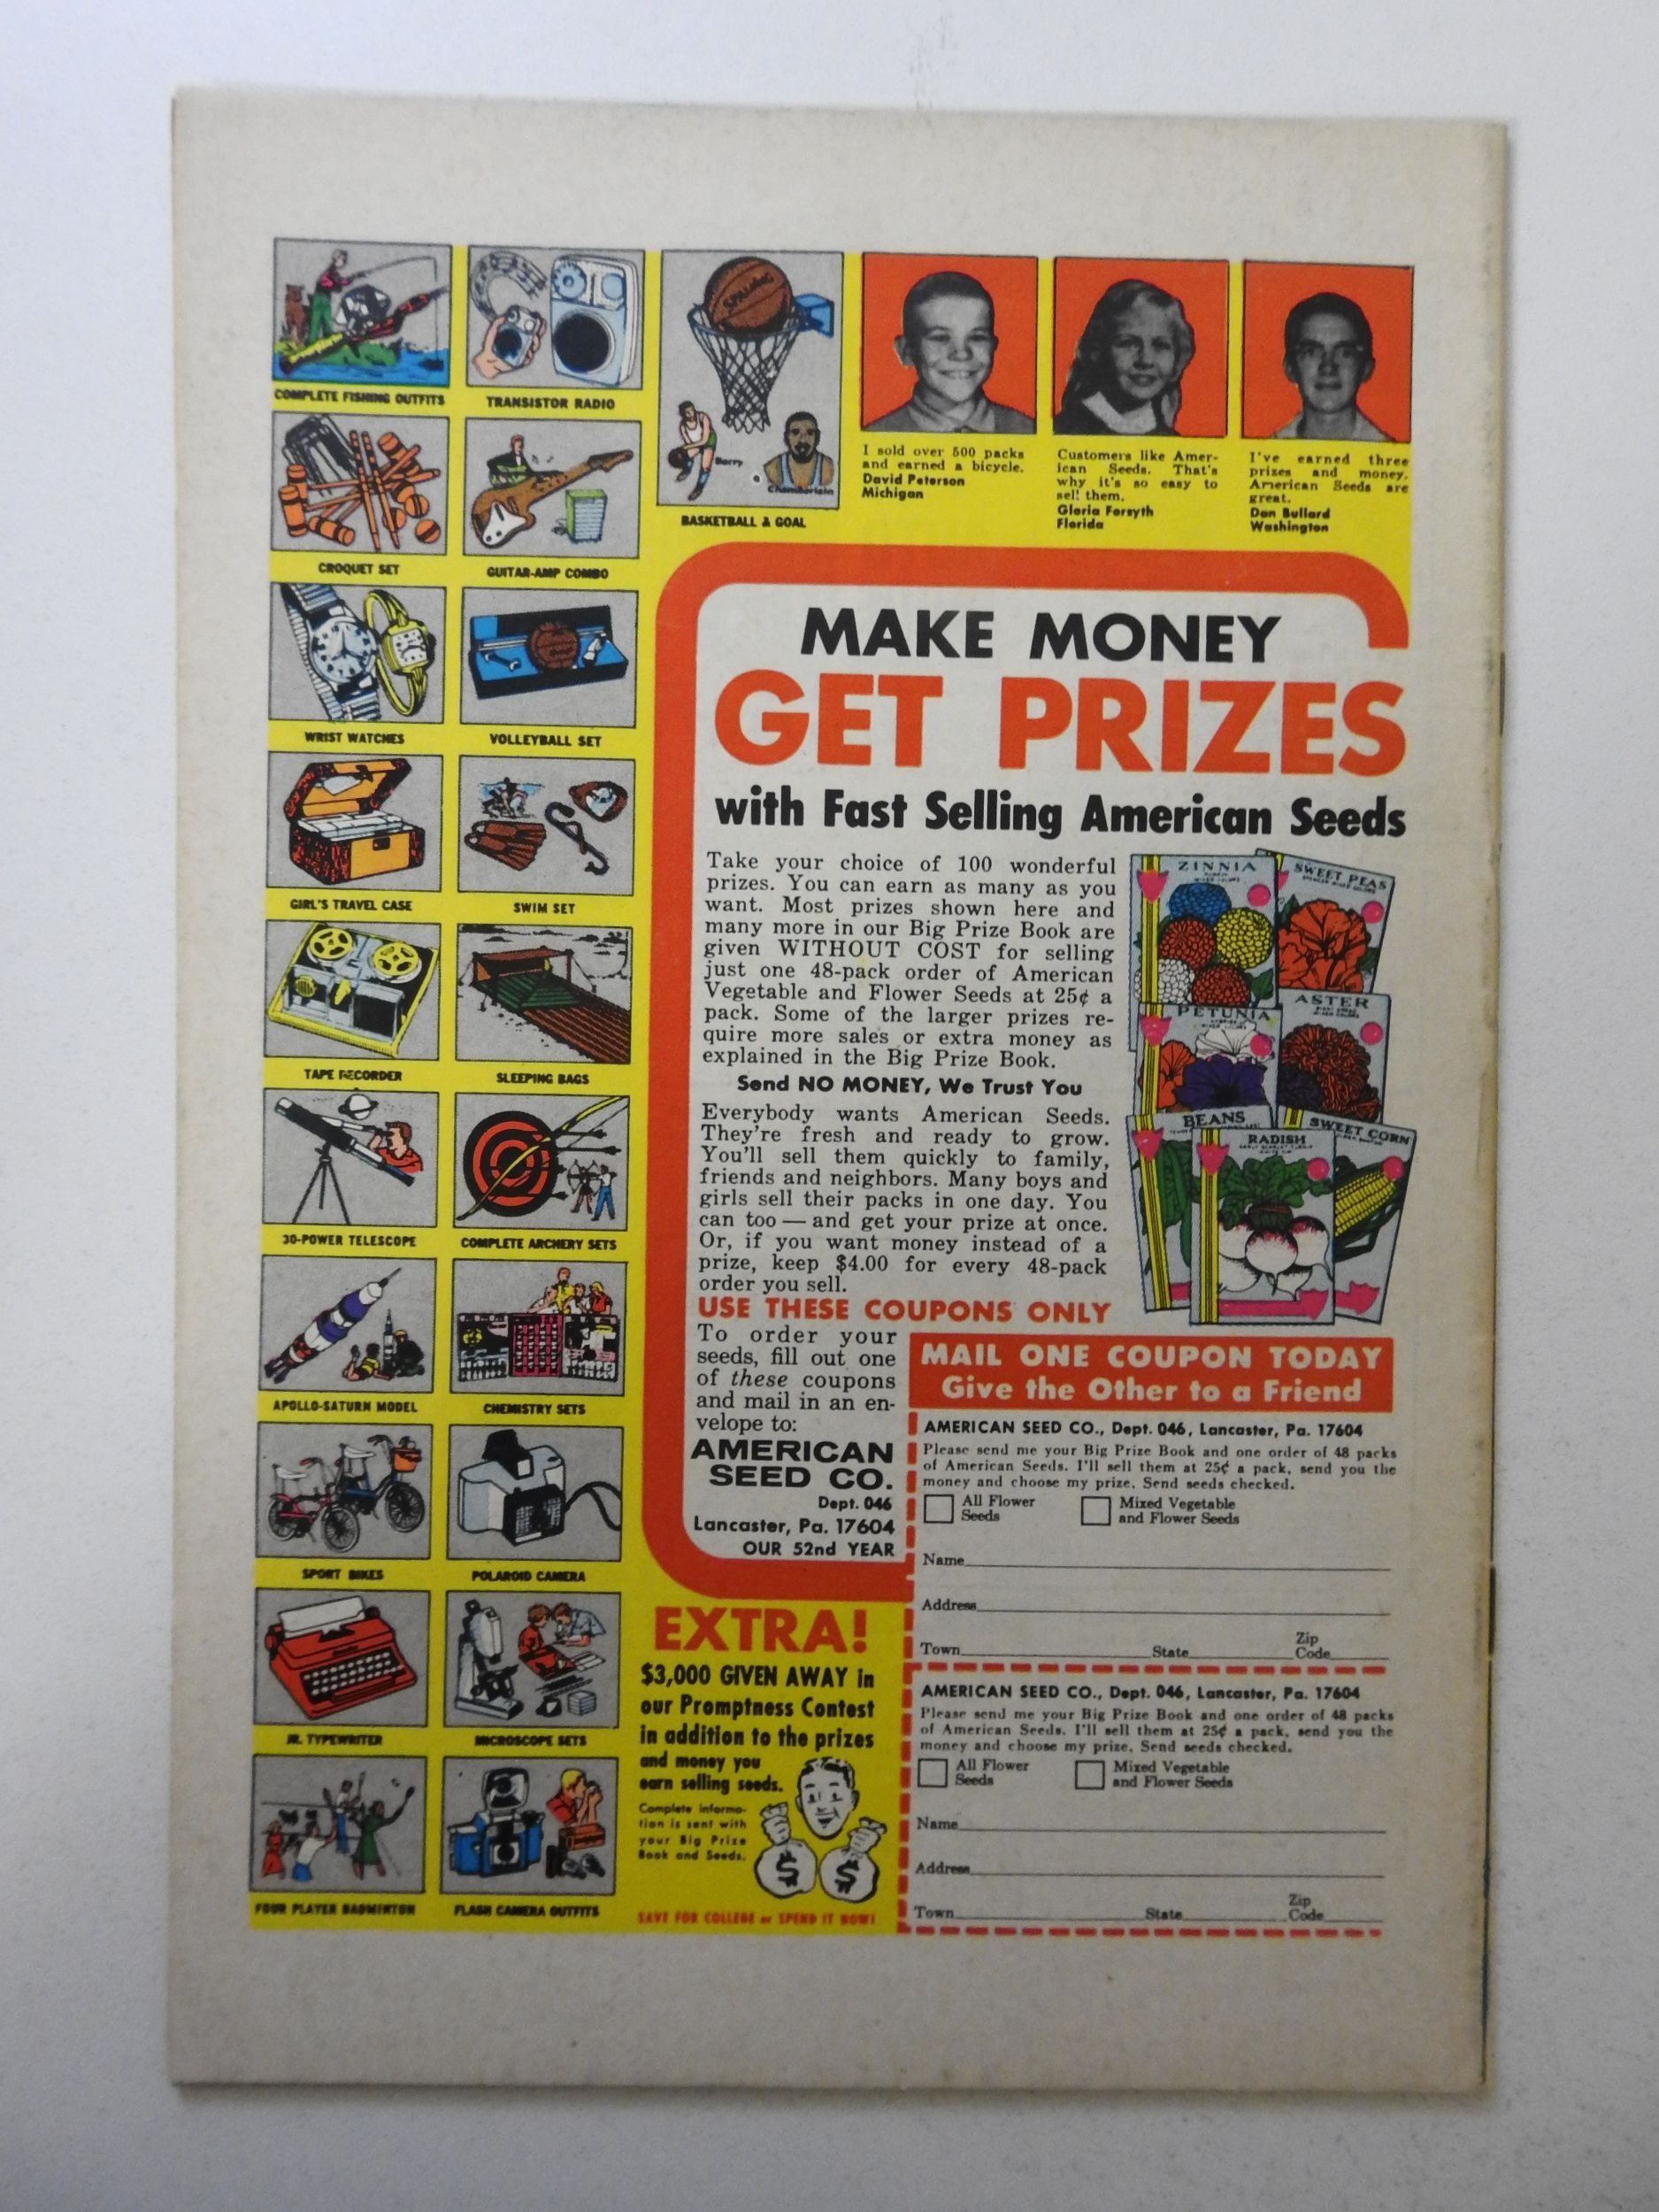 COMPLETE FISHING OUTFITS
TRANSISTOR RADIO
SPALDING
Barry
Chamberlain
BASKETBALL & GOAL
CROQUET SET
GUITAR-AMP COMBO
WRIST WATCHES
VOLLEYBALL SET
GIRL'S TRAVEL CASE
SWIM SET
TAPE RECORDER
SLEEPING BAGS
30-POWER TELESCOPE
COMPLETE ARCHERY SETS
APOLLO-SATURN MODEL
CHEMISTRY SETS
SPORT BIKES
POLAROID CAMERA
JR. TYPEWRITER
MICROSCOPE SETS
FOUR PLAYER BADMINTON
FLASH CAMERA OUTFITS
I sold over 500 packs
and earned a bicycle.
David Peterson
Michigan
Customers like Amer-
ican Seeds. That's
why it's so easy to
sell them.
Gloria Forsyth
Florida
I've earned three
prizes and money.
American Seeds are
great.
Dan Bullard
Washington
MAKE MONEY
GET PRIZES
with Fast Selling American Seeds
Take your choice of 100 wonderful
prizes. You can earn as many as you
want. Most prizes shown here and
many more in our Big Prize Book are
given WITHOUT COST for selling
just one 48-pack order of American
Vegetable and Flower Seeds at 25¢ a
pack. Some of the larger prizes re-
quire more sales or extra money as
explained in the Big Prize Book.
Send NO MONEY, We Trust You
Everybody wants American Seeds.
They're fresh and ready to grow.
You'll sell them quickly to family,
friends and neighbors. Many boys and
girls sell their packs in one day. You
can too — and get your prize at once.
Or, if you want money instead of a
prize, keep $4.00 for every 48-pack
order you sell.
ZINNIA
SWEET PEAS
PETUNIA
ASTER
BEANS
RADISH
SWEET CORN
USE THESE COUPONS ONLY
To order your
seeds, fill out one
of these coupons
and mail in an en-
velope to:
AMERICAN
SEED CO.
Dept. 046
Lancaster, Pa. 17604
OUR 52nd YEAR
MAIL ONE COUPON TODAY
Give the Other to a Friend
AMERICAN SEED CO., Dept. 046, Lancaster, Pa. 17604
Please send me your Big Prize Book and one order of 48 packs
of American Seeds. I'll sell them at 25¢ a pack, send you the
money and choose my prize. Send seeds checked.
All Flower Seeds
Mixed Vegetable and Flower Seeds
Name
Address
Town State Zip Code
AMERICAN SEED CO., Dept. 046, Lancaster, Pa. 17604
Please send me your Big Prize Book and one order of 48 packs
of American Seeds. I'll sell them at 25¢ a pack, send you the
money and choose my prize. Send seeds checked.
All Flower Seeds
Mixed Vegetable and Flower Seeds
Name
Address
Town State Zip Code
EXTRA!
$3,000 GIVEN AWAY in
our Promptness Contest
in addition to the prizes
and money you
earn selling seeds.
Complete informa-
tion is sent with
your Big Prize
Book and Seeds.
$ $
SAVE FOR COLLEGE or SPEND IT NOW!